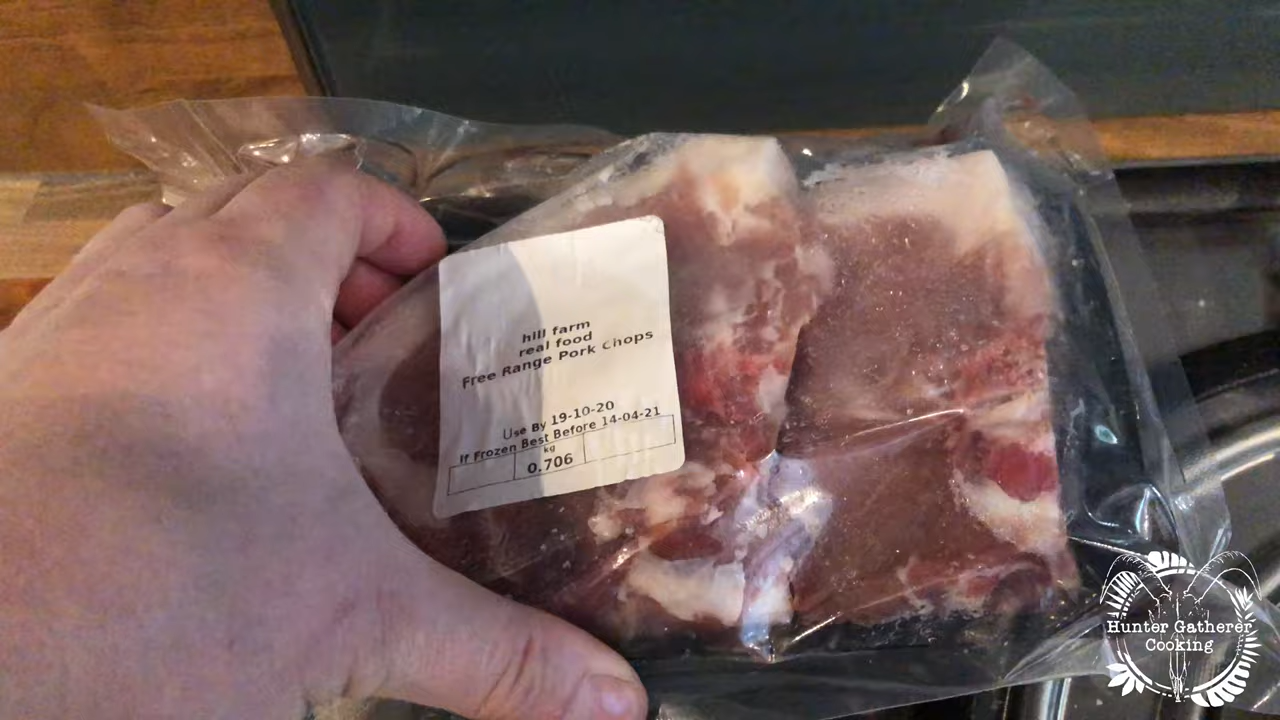 hill farm
real food
Free Range Pork Chops
Use By 19-10-20
If Frozen Best Before 14-04-21
kg
0.706
Hunter Gatherer
Cooking